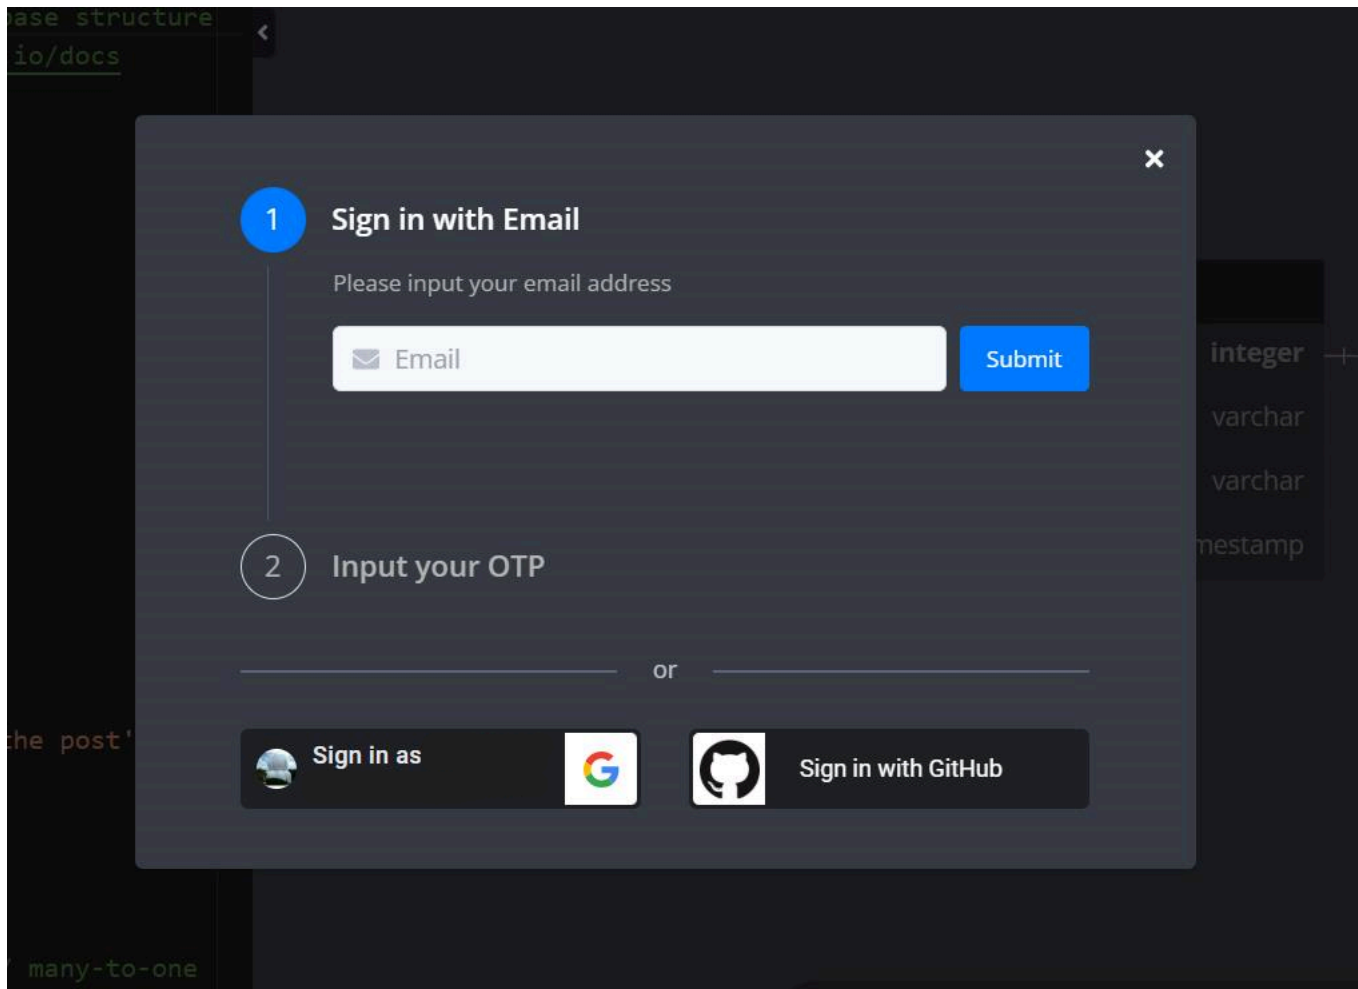 base structure
io/docs
1 Sign in with Email
Please input your email address
Email
Submit
integer
varchar
varchar
2 Input your OTP
or
the post'
Sign in as
G
Sign in with GitHub
many-to-one